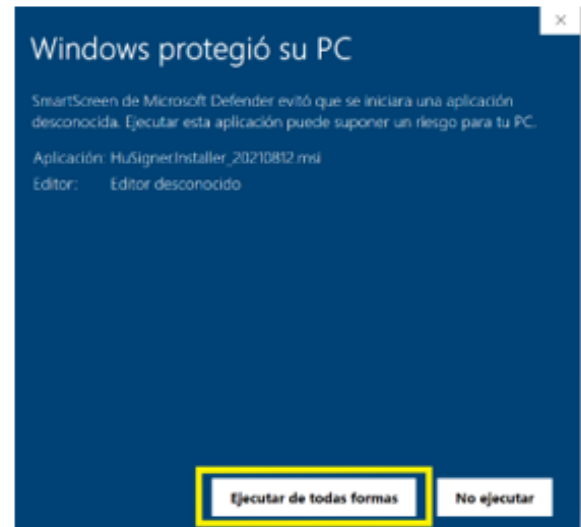 Windows protegió su PC
SmartScreen de Microsoft Defender evitó que se iniciara una aplicación
desconocida. Ejecutar esta aplicación puede suponer un riesgo para tu PC.
Aplicación: HuSignerInstaller_20210812.msi
Editor: Editor desconocido
Ejecutar de todas formas No ejecutar